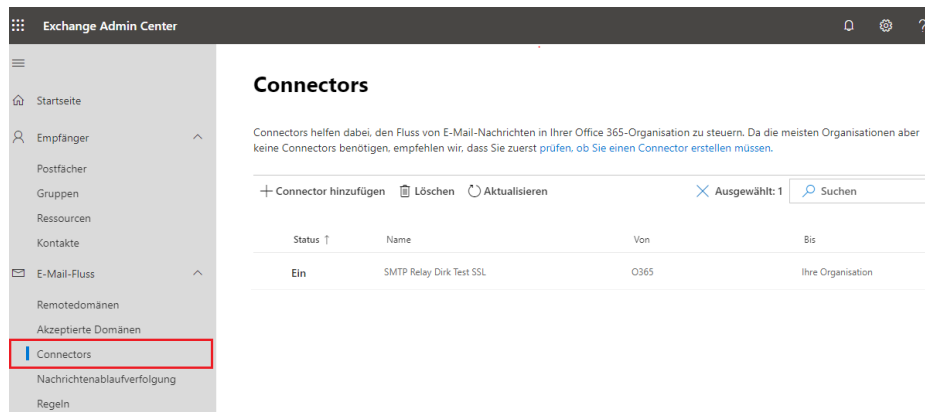 Exchange Admin Center
Startseite
Empfänger
Postfächer
Gruppen
Ressourcen
Kontakte
E-Mail-Fluss
Remotedomänen
Akzeptierte Domänen
Connectors
Nachrichtenablaufverfolgung
Regeln
Connectors
Connectors helfen dabei, den Fluss von E-Mail-Nachrichten in Ihrer Office 365-Organisation zu steuern. Da die meisten Organisationen aber
keine Connectors benötigen, empfehlen wir, dass Sie zuerst prüfen, ob Sie einen Connector erstellen müssen.
Connector hinzufügen Löschen Aktualisieren Ausgewählt: 1 Suchen
Status ↑ Name Von Bis
Ein SMTP Relay Dirk Test SSL O365 Ihre Organisation